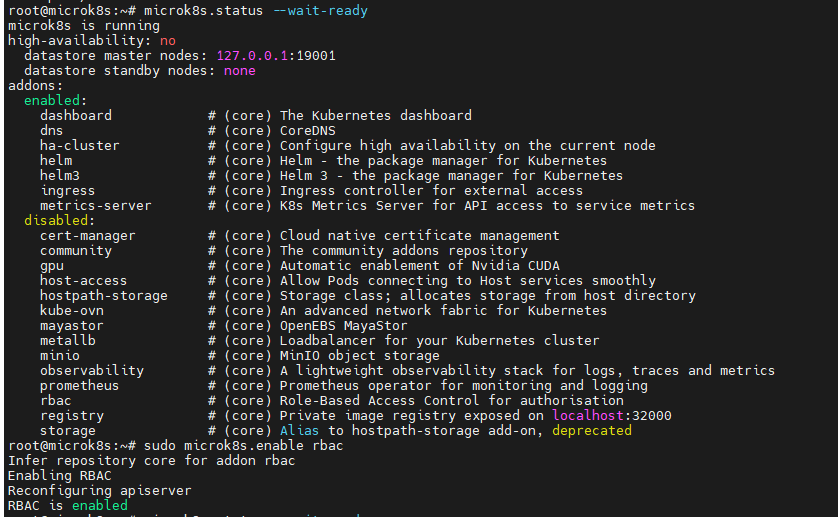 root@microk8s:~# microk8s.status --wait-ready
microk8s is running
high-availability: no
  datastore master nodes: 127.0.0.1:19001
  datastore standby nodes: none
addons:
  enabled:
    dashboard            # (core) The Kubernetes dashboard
    dns                  # (core) CoreDNS
    ha-cluster           # (core) Configure high availability on the current node
    helm                 # (core) Helm - the package manager for Kubernetes
    helm3                # (core) Helm 3 - the package manager for Kubernetes
    ingress              # (core) Ingress controller for external access
    metrics-server       # (core) K8s Metrics Server for API access to service metrics
  disabled:
    cert-manager         # (core) Cloud native certificate management
    community            # (core) The community addons repository
    gpu                  # (core) Automatic enablement of Nvidia CUDA
    host-access          # (core) Allow Pods connecting to Host services smoothly
    hostpath-storage     # (core) Storage class; allocates storage from host directory
    kube-ovn             # (core) An advanced network fabric for Kubernetes
    mayastor             # (core) OpenEBS MayaStor
    metallb              # (core) Loadbalancer for your Kubernetes cluster
    minio                # (core) MinIO object storage
    observability        # (core) A lightweight observability stack for logs, traces and metrics
    prometheus           # (core) Prometheus operator for monitoring and logging
    rbac                 # (core) Role-Based Access Control for authorisation
    registry             # (core) Private image registry exposed on localhost:32000
    storage              # (core) Alias to hostpath-storage add-on, deprecated
root@microk8s:~# sudo microk8s.enable rbac
Infer repository core for addon rbac
Enabling RBAC
Reconfiguring apiserver
RBAC is enabled